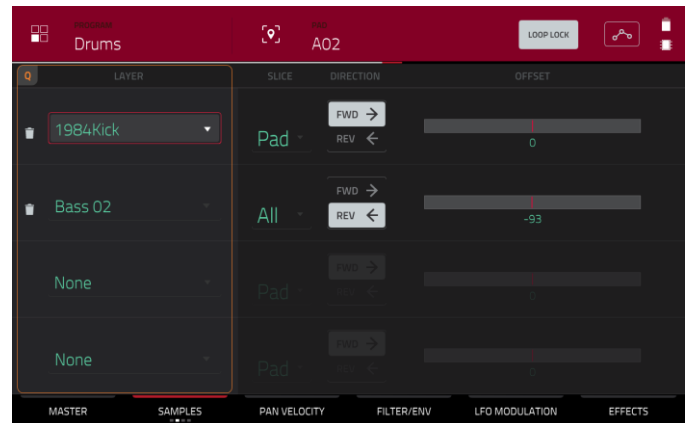 PROGRAM
Drums
PAD
A02
LOOP LOCK
Q
LAYER
SLICE
DIRECTION
OFFSET
1984Kick
Pad
FWD
REV
0
Bass 02
All
FWD
REV
-93
None
Pad
FWD
REV
0
None
Pad
FWD
REV
0
MASTER
SAMPLES
PAN VELOCITY
FILTER/ENV
LFO MODULATION
EFFECTS